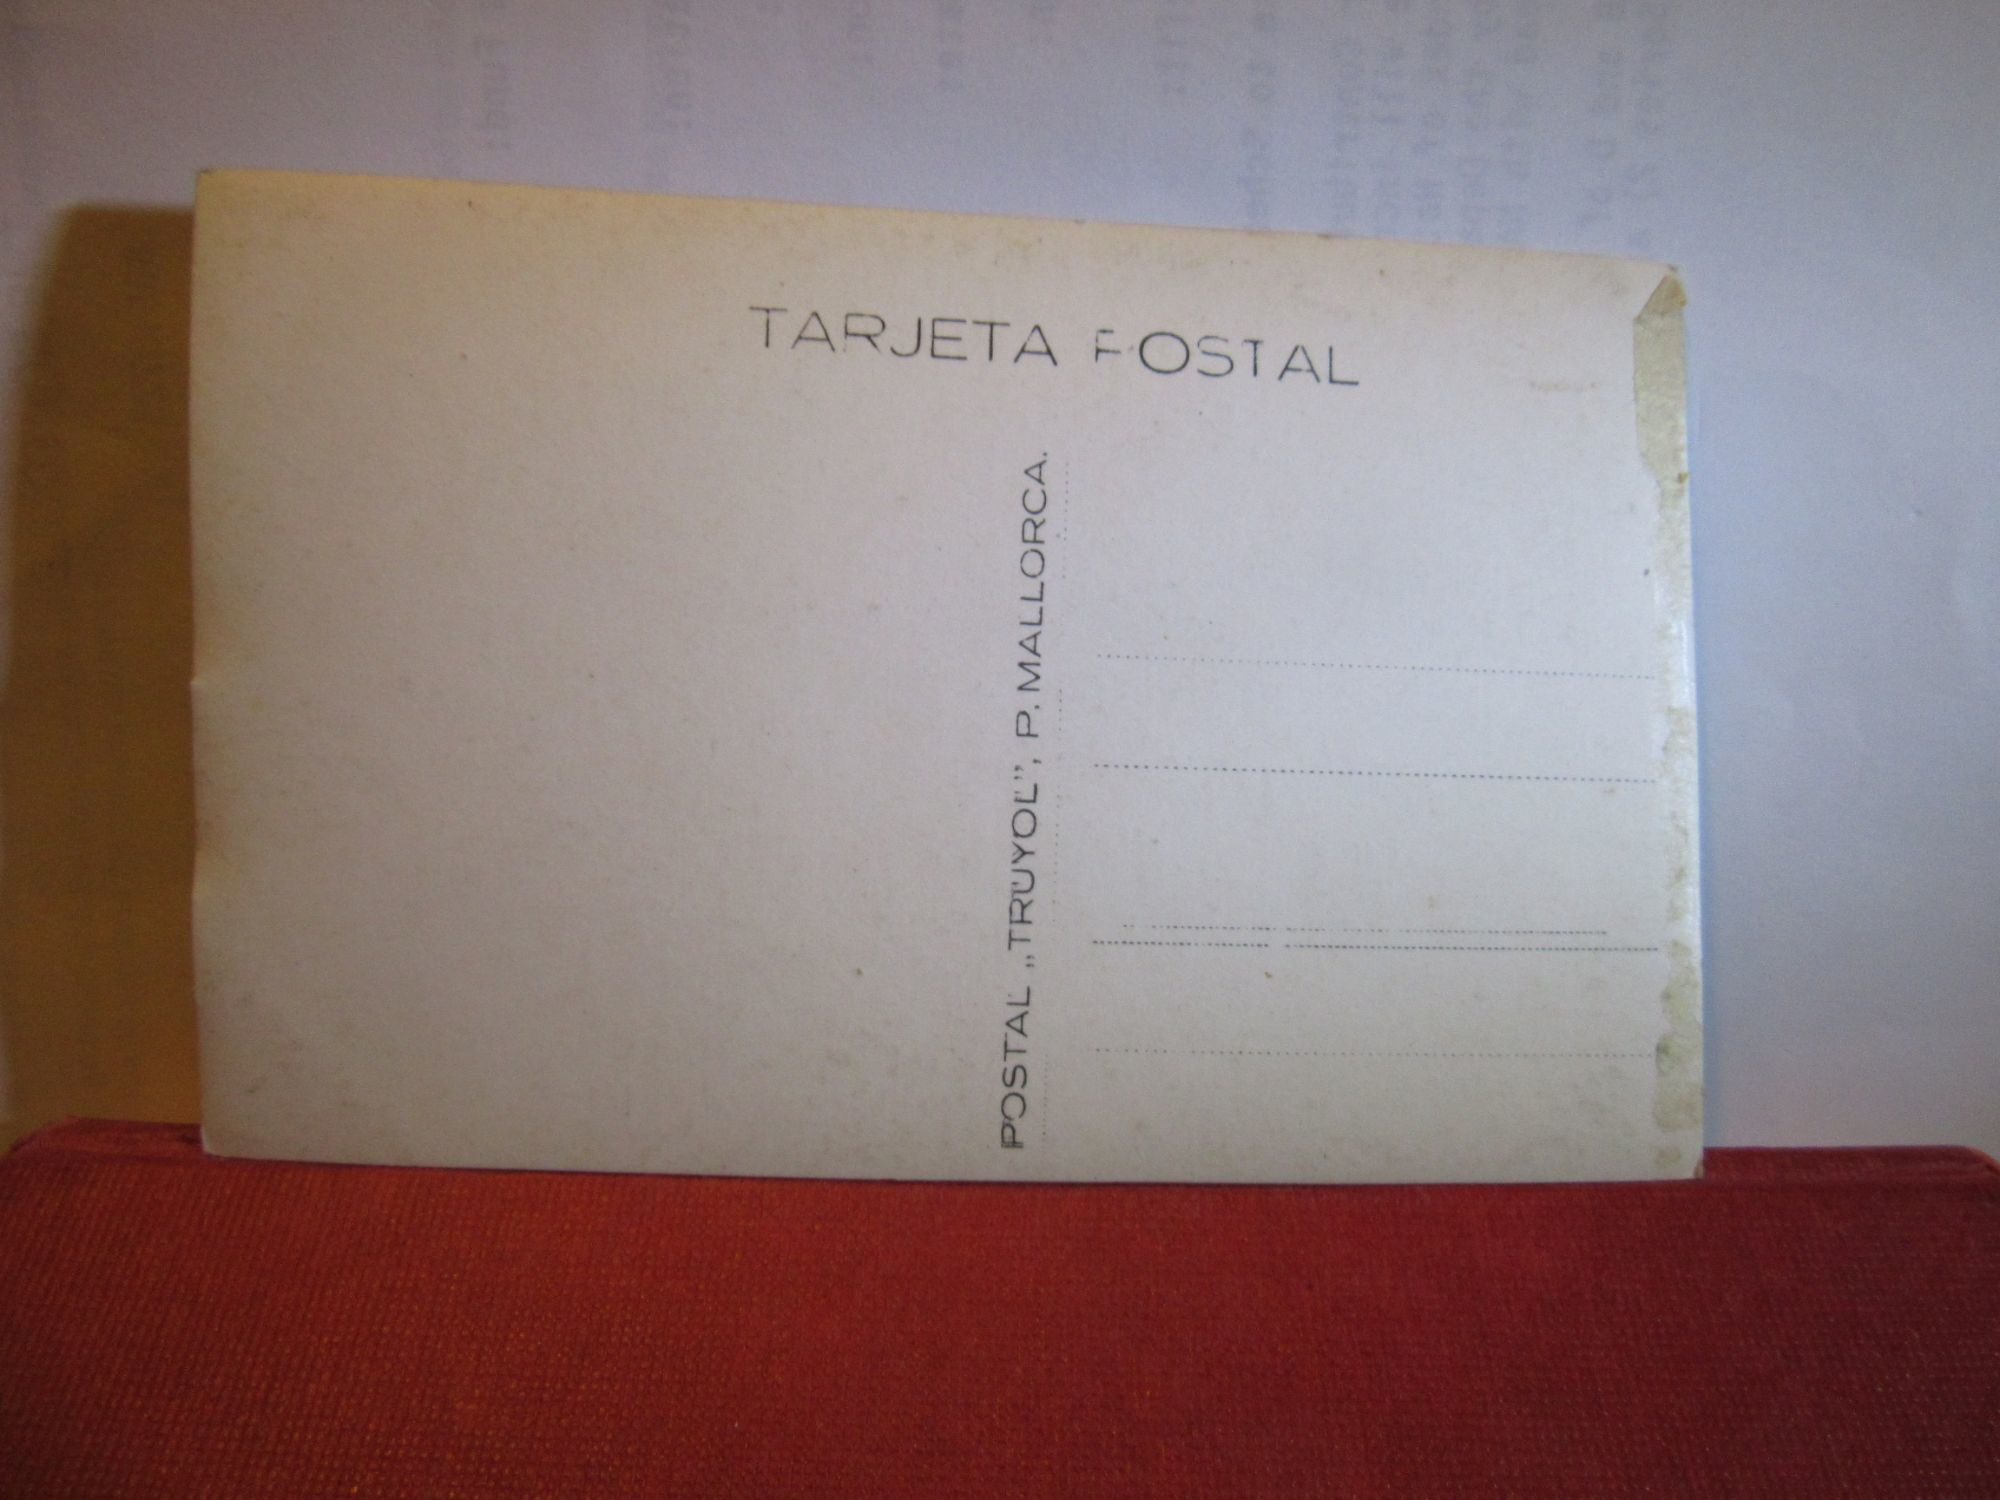 TARJETA POSTAL
POSTAL „TRUYOL”, P. MALLORCA.